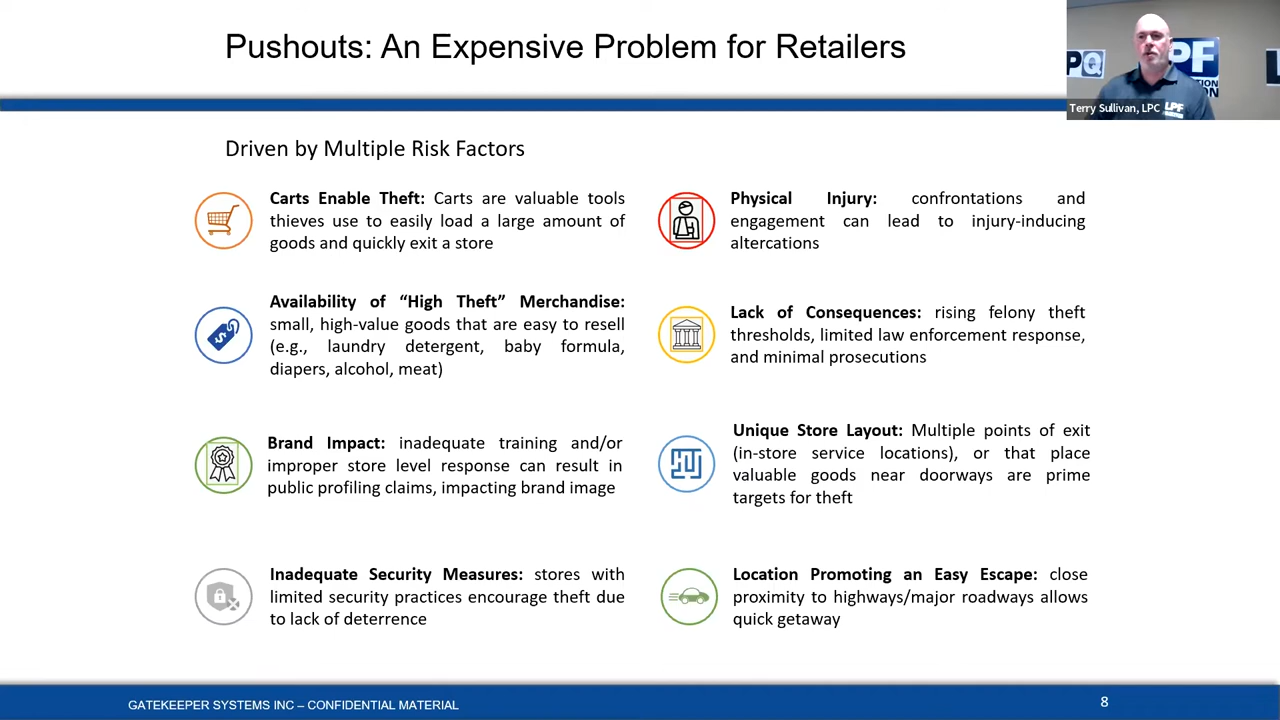 Pushouts: An Expensive Problem for Retailers
PQ
PF
Terry Sullivan, LPC
LPF
Driven by Multiple Risk Factors
Carts Enable Theft: Carts are valuable tools
thieves use to easily load a large amount of
goods and quickly exit a store
Physical Injury: confrontations and
engagement can lead to injury-inducing
altercations
Availability of “High Theft” Merchandise:
small, high-value goods that are easy to resell
(e.g., laundry detergent, baby formula,
diapers, alcohol, meat)
Lack of Consequences: rising felony theft
thresholds, limited law enforcement response,
and minimal prosecutions
Brand Impact: inadequate training and/or
improper store level response can result in
public profiling claims, impacting brand image
Unique Store Layout: Multiple points of exit
(in-store service locations), or that place
valuable goods near doorways are prime
targets for theft
Inadequate Security Measures: stores with
limited security practices encourage theft due
to lack of deterrence
Location Promoting an Easy Escape: close
proximity to highways/major roadways allows
quick getaway
GATEKEEPER SYSTEMS INC – CONFIDENTIAL MATERIAL
8